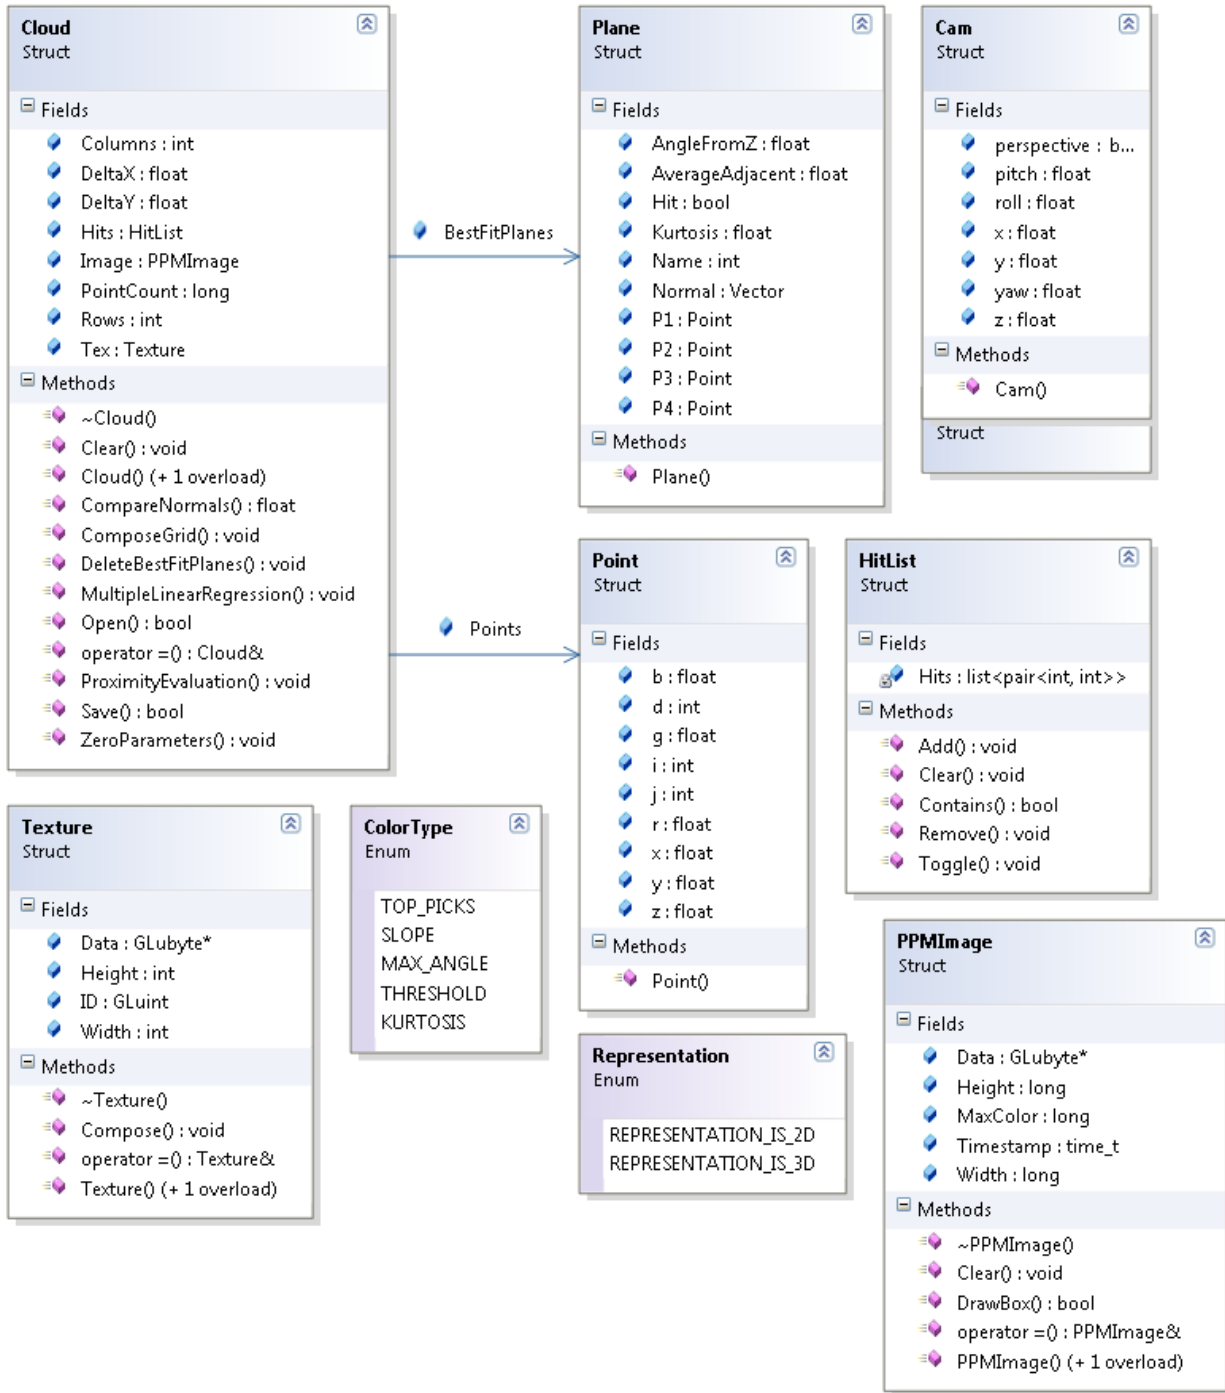 Cloud
Struct
Fields
Columns : int
DeltaX : float
DeltaY : float
Hits : HitList
Image : PPMImage
PointCount : long
Rows : int
Tex : Texture
Methods
~Cloud()
Clear() : void
Cloud() (+ 1 overload)
CompareNormals() : float
ComposeGrid() : void
DeleteBestFitPlanes() : void
MultipleLinearRegression() : void
Open() : bool
operator =() : Cloud&
ProximityEvaluation() : void
Save() : bool
ZeroParameters() : void
BestFitPlanes
Points
Plane
Struct
Fields
AngleFromZ : float
AverageAdjacent : float
Hit : bool
Kurtosis : float
Name : int
Normal : Vector
P1 : Point
P2 : Point
P3 : Point
P4 : Point
Methods
Plane()
Cam
Struct
Fields
perspective : b...
pitch : float
roll : float
x : float
y : float
yaw : float
z : float
Methods
Cam()
Struct
Point
Struct
Fields
b : float
d : int
g : float
i : int
j : int
r : float
x : float
y : float
z : float
Methods
Point()
HitList
Struct
Fields
Hits : list<pair<int, int>>
Methods
Add() : void
Clear() : void
Contains() : bool
Remove() : void
Toggle() : void
Texture
Struct
Fields
Data : GLubyte*
Height : int
ID : GLuint
Width : int
Methods
~Texture()
Compose() : void
operator =() : Texture&
Texture() (+ 1 overload)
ColorType
Enum
TOP_PICKS
SLOPE
MAX_ANGLE
THRESHOLD
KURTOSIS
Representation
Enum
REPRESENTATION_IS_2D
REPRESENTATION_IS_3D
PPMImage
Struct
Fields
Data : GLubyte*
Height : long
MaxColor : long
Timestamp : time_t
Width : long
Methods
~PPMImage()
Clear() : void
DrawBox() : bool
operator =() : PPMImage&
PPMImage() (+ 1 overload)